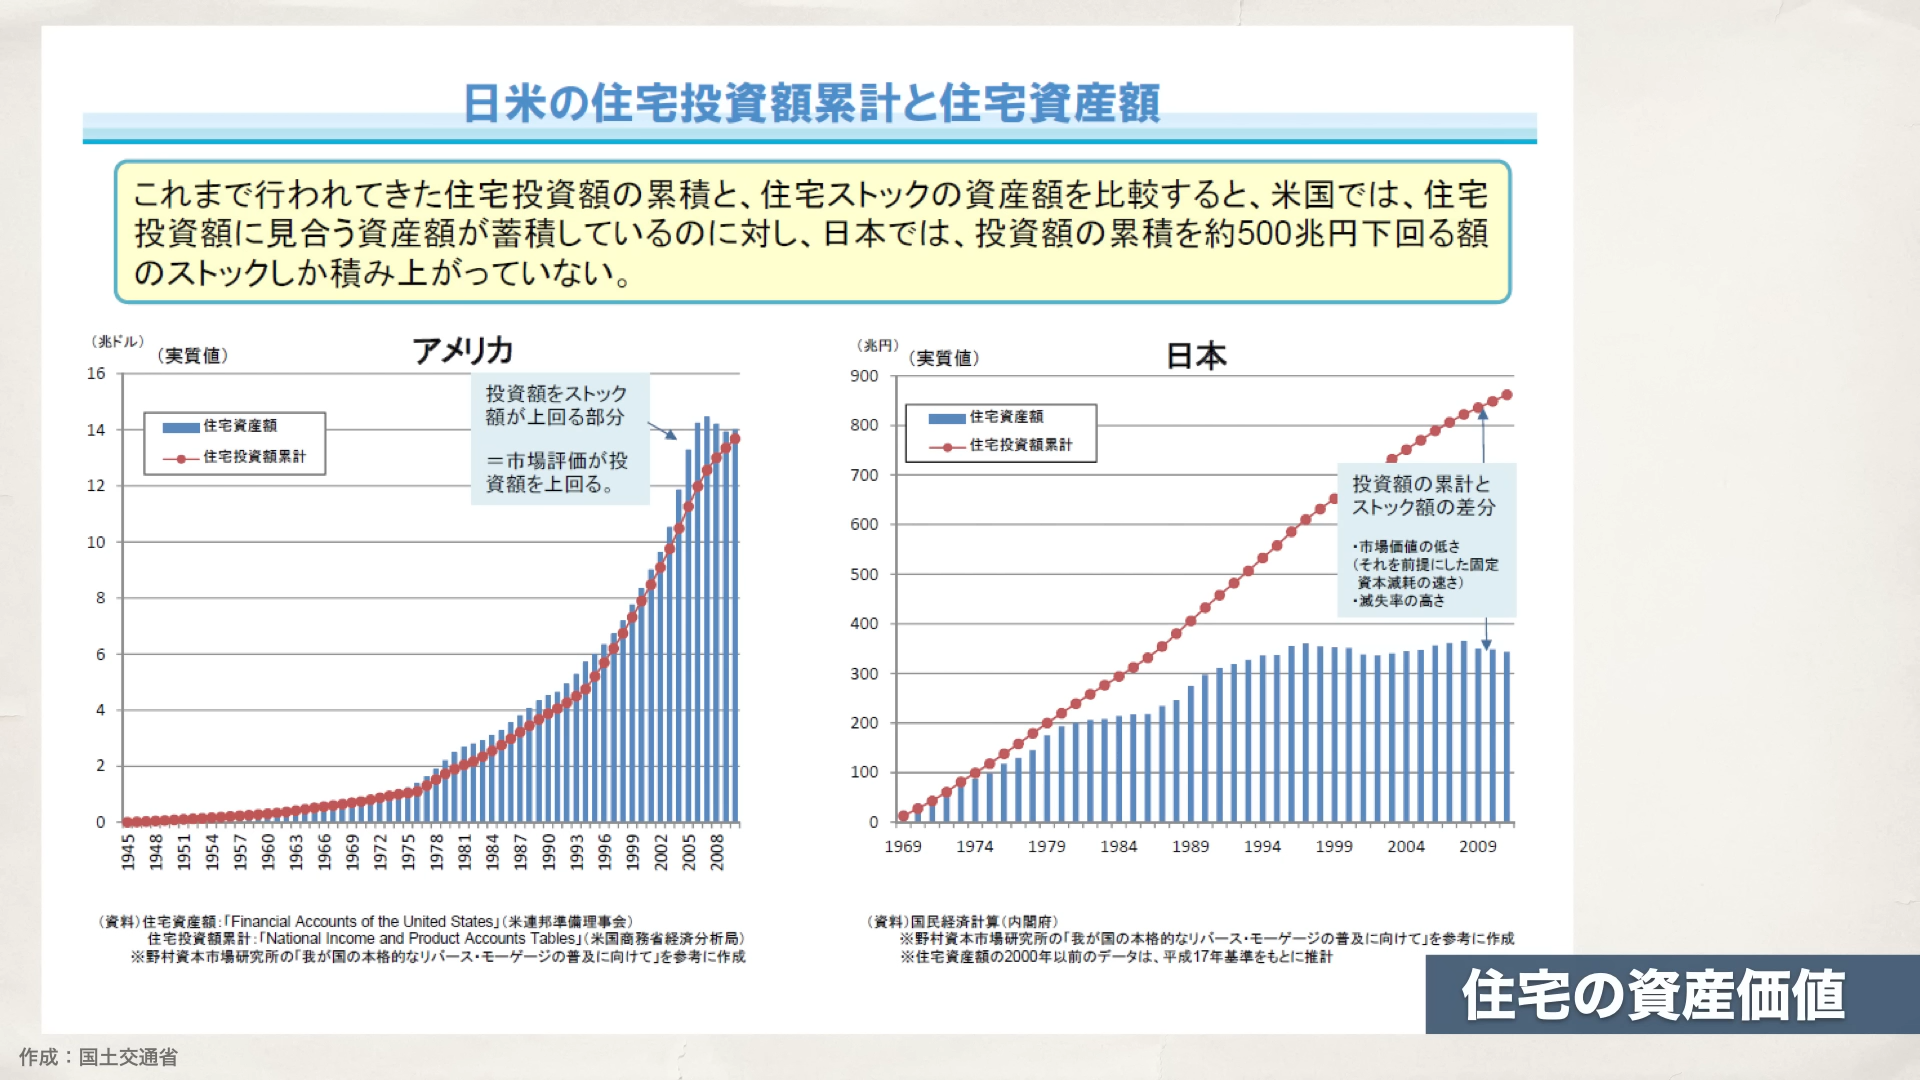 日米の住宅投資額累計と住宅資産額
これまで行われてきた住宅投資額の累積と、住宅ストックの資産額を比較すると、米国では、住宅
投資額に見合う資産額が蓄積しているのに対し、日本では、投資額の累積を約500兆円下回る額
のストックしか積み上がっていない。
（兆ドル）
（実質値）
アメリカ
16
14
12
10
8
6
4
2
0
住宅資産額
住宅投資額累計
投資額をストック
額が上回る部分
＝市場評価が投
資額を上回る。
1945 1948 1951 1954 1957 1960 1963 1966 1969 1972 1975 1978 1981 1984 1987 1990 1993 1996 1999 2002 2005 2008
（資料）住宅資産額：「Financial Accounts of the United States」（米連邦準備理事会）
住宅投資額累計：「National Income and Product Accounts Tables」（米国商務省経済分析局）
※野村資本市場研究所の「我が国の本格的なリバース・モーゲージの普及に向けて」を参考に作成
（兆円）
（実質値）
日本
900
800
700
600
500
400
300
200
100
0
住宅資産額
住宅投資額累計
投資額の累計と
ストック額の差分
・市場価値の低さ
（それを前提にした固定
資本減耗の速さ）
・滅失率の高さ
1969 1974 1979 1984 1989 1994 1999 2004 2009
（資料）国民経済計算（内閣府）
※野村資本市場研究所の「我が国の本格的なリバース・モーゲージの普及に向けて」を参考に作成
※住宅資産額の2000年以前のデータは、平成17年基準をもとに推計
住宅の資産価値
作成：国土交通省